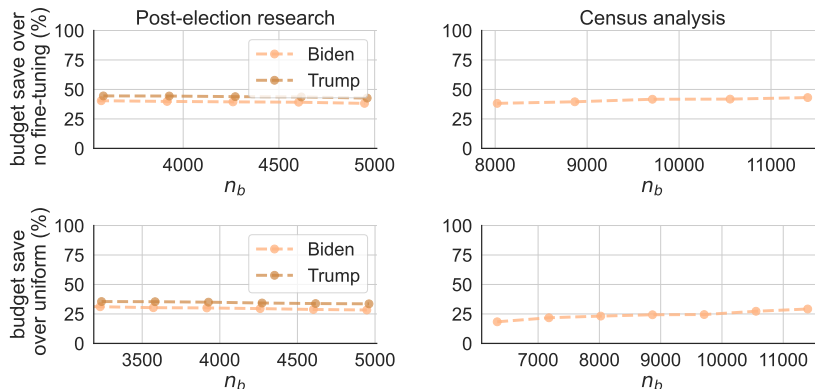 Post-election research
Census analysis
budget save over
no fine-tuning (%)
100
75
50
25
0
Biden
Trump
4000 4500 5000
n_b
100
75
50
25
0
8000 9000 10000 11000
n_b
budget save
over uniform (%)
100
75
50
25
0
Biden
Trump
3500 4000 4500 5000
n_b
100
75
50
25
0
7000 8000 9000 10000 11000
n_b